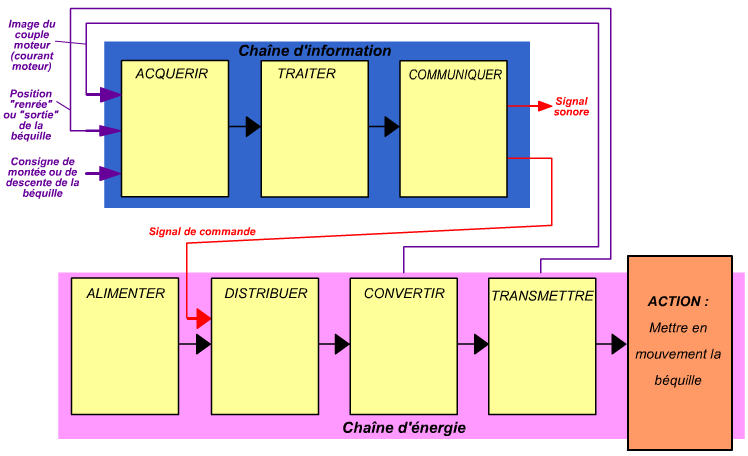 Image du
couple
moteur
(courant
moteur)
Position
"renrée"
ou "sortie"
de la
béquille
Consigne de
montée ou de
descente de la
béquille
Chaîne d'information
ACQUERIR
TRAITER
COMMUNIQUER
Signal
sonore
Signal de commande
ALIMENTER
DISTRIBUER
CONVERTIR
TRANSMETTRE
ACTION :
Mettre en
mouvement la
béquille
Chaîne d'énergie